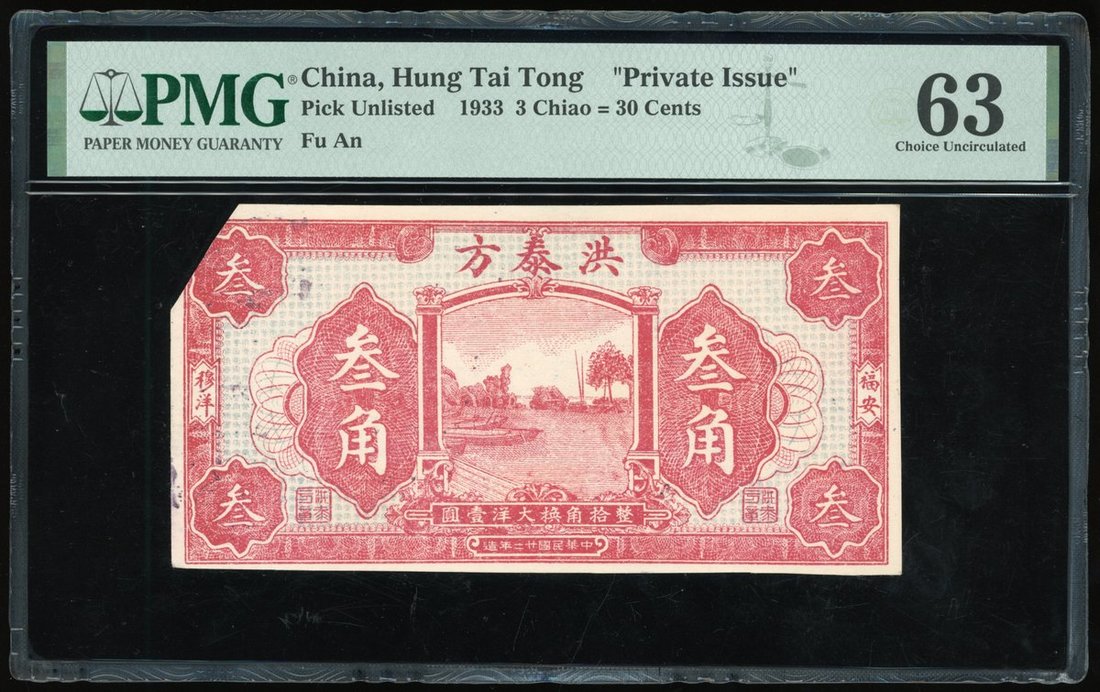 PMG® China, Hung Tai Tong "Private Issue" 63
PAPER MONEY GUARANTY Pick Unlisted 1933 3 Chiao = 30 Cents Choice Uncirculated
Fu An
洪泰方
叁 叁
叁角 叁角
福安 穆洋
叁 叁
整拾角換大洋壹圓
中華民國廿二年造